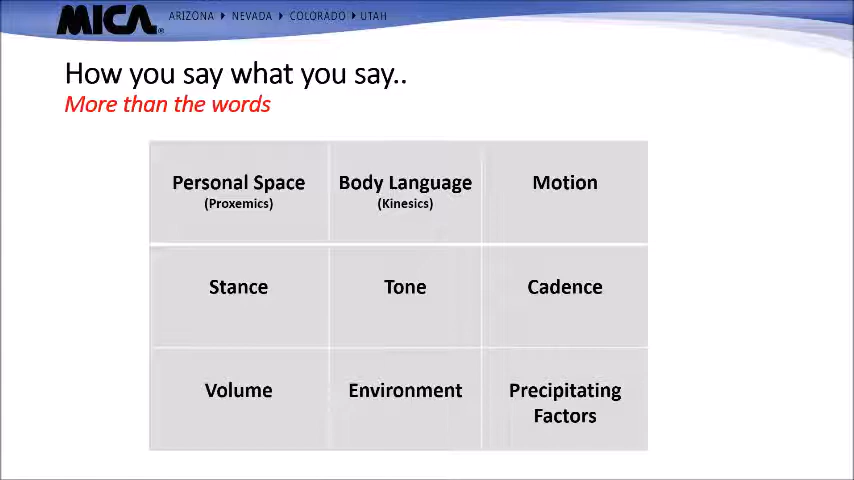 MICA® ARIZONA ▸ NEVADA ▸ COLORADO ▸ UTAH
How you say what you say..
More than the words
Personal Space Body Language Motion
(Proxemics) (Kinesics)
Stance Tone Cadence
Volume Environment Precipitating
Factors